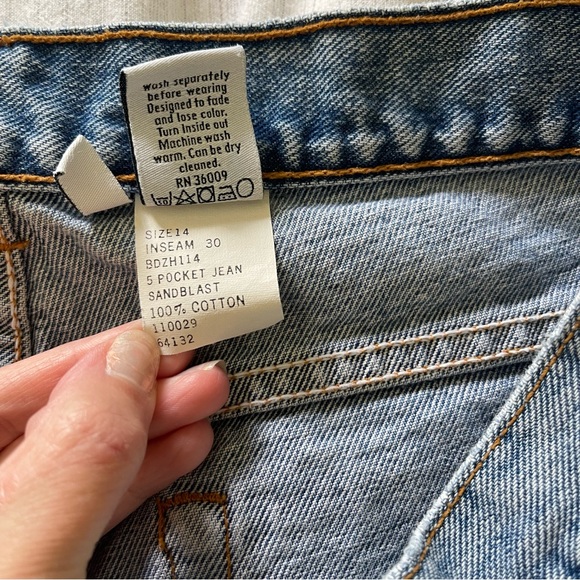 Wash separately
before wearing
Designed to fade
and lose color.
Turn Inside out
Machine wash
warm. Can be dry
cleaned.
RN 36009
SIZE14
INSEAM 30
BDZH114
5 POCKET JEAN
SANDBLAST
100% COTTON
110029
64132